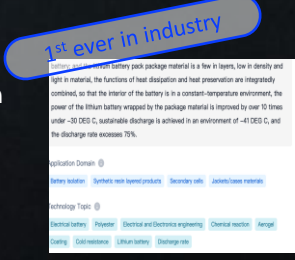 1st ever in industry
battery; and the lithium battery pack package material is a few in layers, low in density and
light in material, the functions of heat dissipation and heat preservation are integratedly
combined, so that the interior of the battery is in a constant-temperature environment, the
power of the lithium battery wrapped by the package material is improved by over 10 times
under -30 DEG C, sustainable discharge is achieved in an environment of -41 DEG C, and
the discharge rate exceeses 75%.
Application Domain
Battery isolation Synthetic resin layered products Secondary cells Jackets/cases materials
Technology Topic
Electrical battery Polyester Electrical and Electronics engineering Chemical reaction Aerogel
Coating Cold resistance Lithium battery Discharge rate